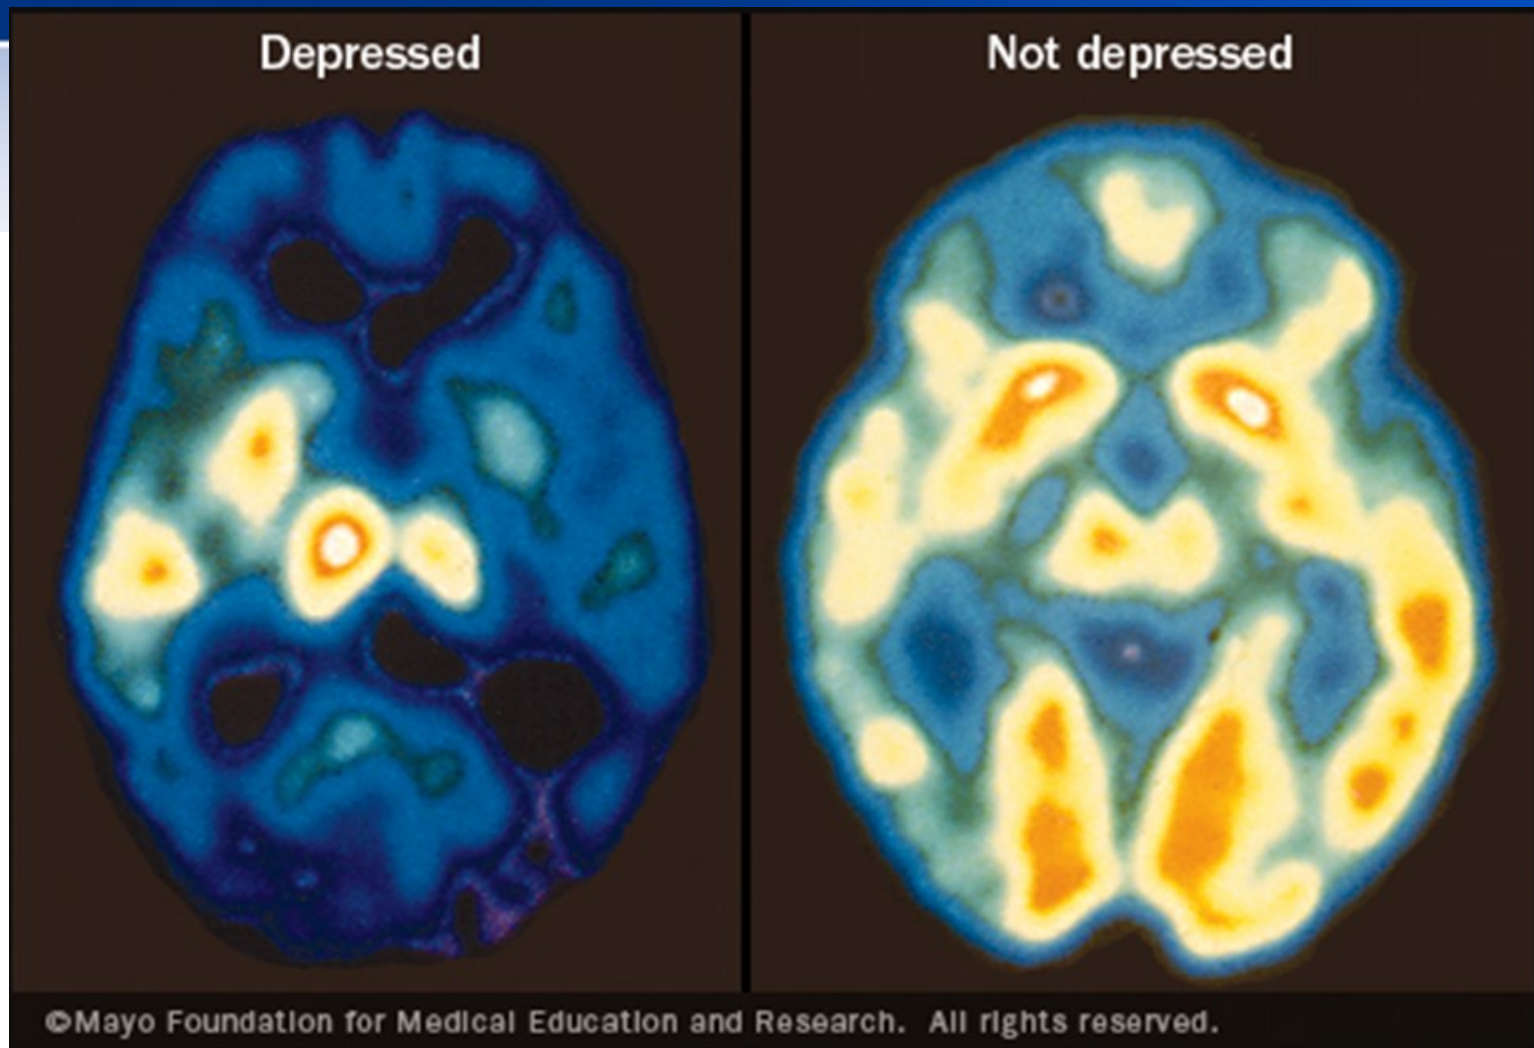 Depressed
Not depressed
©Mayo Foundation for Medical Education and Research. All rights reserved.